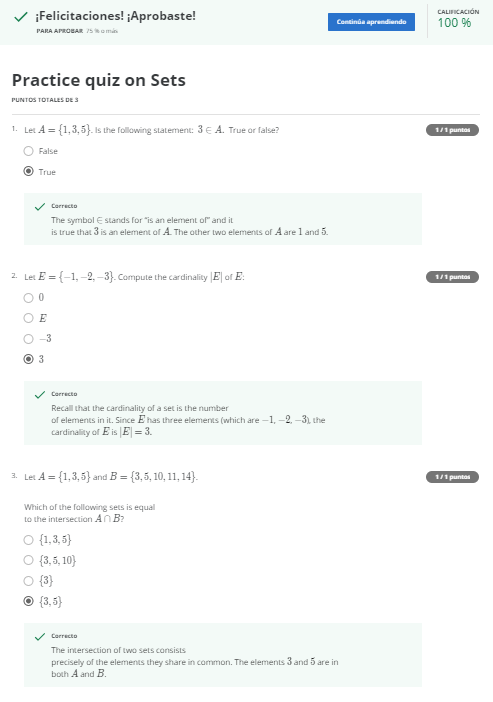 ¡Felicitaciones! ¡Aprobaste!
PARA APROBAR 75 % o más
Continúa aprendiendo
CALIFICACIÓN
100 %
Practice quiz on Sets
PUNTOS TOTALES DE 3
1. Let A = {1, 3, 5}. Is the following statement: 3 ∈ A. True or false?
1 / 1 puntos
False
True
Correcto
The symbol ∈ stands for "is an element of" and it
is true that 3 is an element of A. The other two elements of A are 1 and 5.
2. Let E = {−1, −2, −3}. Compute the cardinality |E| of E:
1 / 1 puntos
0
E
−3
3
Correcto
Recall that the cardinality of a set is the number
of elements in it. Since E has three elements (which are −1, −2, −3), the
cardinality of E is |E| = 3.
3. Let A = {1, 3, 5} and B = {3, 5, 10, 11, 14}.
1 / 1 puntos
Which of the following sets is equal
to the intersection A ∩ B?
{1, 3, 5}
{3, 5, 10}
{3}
{3, 5}
Correcto
The intersection of two sets consists
precisely of the elements they share in common. The elements 3 and 5 are in
both A and B.